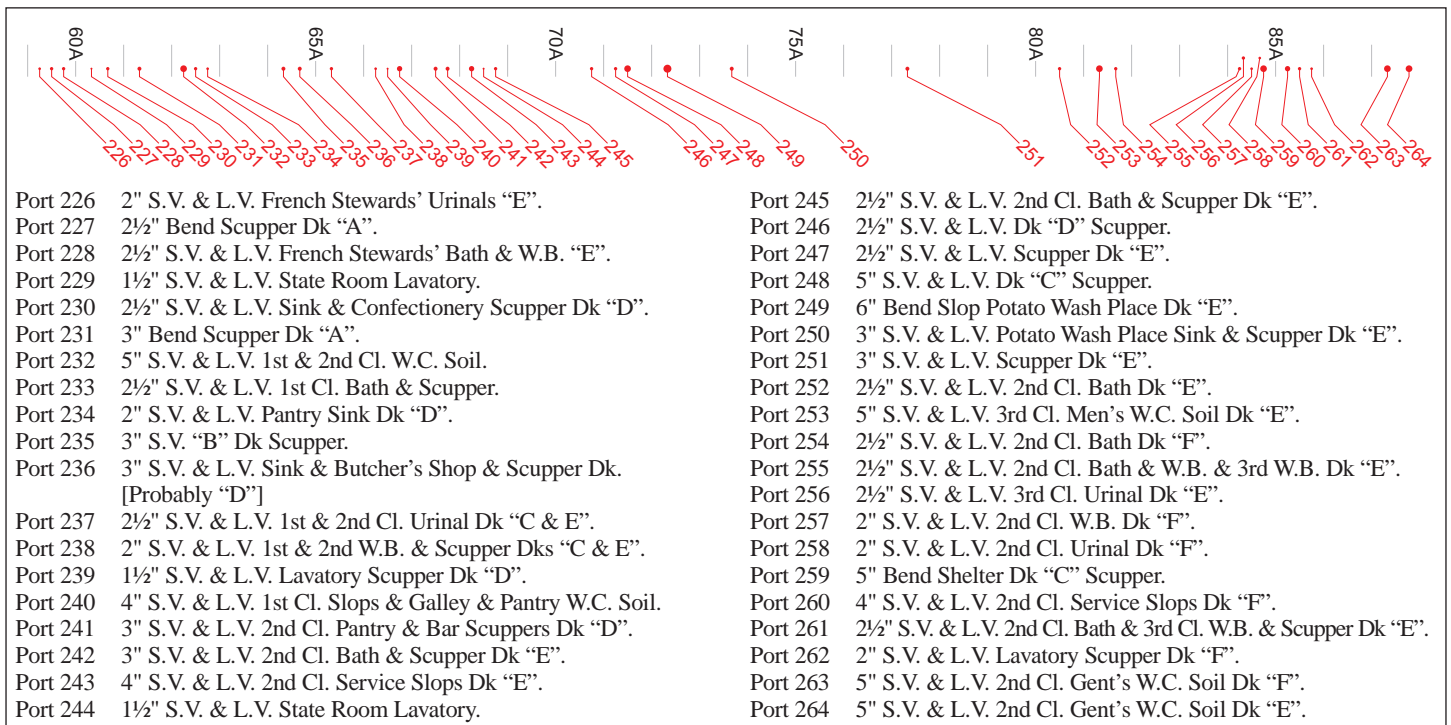 60A 65A 70A 75A 80A 85A
226 227 228 229 230 231 232 233 234 235 236 237 238 239 240 241 242 243 244 245 246 247 248 249 250 251 252 253 254 255 256 257 258 259 260 261 262 263 264
Port 226 2" S.V. & L.V. French Stewards’ Urinals “E”.
Port 227 2½" Bend Scupper Dk “A”.
Port 228 2½" S.V. & L.V. French Stewards’ Bath & W.B. “E”.
Port 229 1½" S.V. & L.V. State Room Lavatory.
Port 230 2½" S.V. & L.V. Sink & Confectionery Scupper Dk “D”.
Port 231 3" Bend Scupper Dk “A”.
Port 232 5" S.V. & L.V. 1st & 2nd Cl. W.C. Soil.
Port 233 2½" S.V. & L.V. 1st Cl. Bath & Scupper.
Port 234 2" S.V. & L.V. Pantry Sink Dk “D”.
Port 235 3" S.V. “B” Dk Scupper.
Port 236 3" S.V. & L.V. Sink & Butcher’s Shop & Scupper Dk.
[Probably “D”]
Port 237 2½" S.V. & L.V. 1st & 2nd Cl. Urinal Dk “C & E”.
Port 238 2" S.V. & L.V. 1st & 2nd W.B. & Scupper Dks “C & E”.
Port 239 1½" S.V. & L.V. Lavatory Scupper Dk “D”.
Port 240 4" S.V. & L.V. 1st Cl. Slops & Galley & Pantry W.C. Soil.
Port 241 3" S.V. & L.V. 2nd Cl. Pantry & Bar Scuppers Dk “D”.
Port 242 3" S.V. & L.V. 2nd Cl. Bath & Scupper Dk “E”.
Port 243 4" S.V. & L.V. 2nd Cl. Service Slops Dk “E”.
Port 244 1½" S.V. & L.V. State Room Lavatory.
Port 245 2½" S.V. & L.V. 2nd Cl. Bath & Scupper Dk “E”.
Port 246 2½" S.V. & L.V. Dk “D” Scupper.
Port 247 2½" S.V. & L.V. Scupper Dk “E”.
Port 248 5" S.V. & L.V. Dk “C” Scupper.
Port 249 6" Bend Slop Potato Wash Place Dk “E”.
Port 250 3" S.V. & L.V. Potato Wash Place Sink & Scupper Dk “E”.
Port 251 3" S.V. & L.V. Scupper Dk “E”.
Port 252 2½" S.V. & L.V. 2nd Cl. Bath Dk “E”.
Port 253 5" S.V. & L.V. 3rd Cl. Men’s W.C. Soil Dk “E”.
Port 254 2½" S.V. & L.V. 2nd Cl. Bath Dk “F”.
Port 255 2½" S.V. & L.V. 2nd Cl. Bath & W.B. & 3rd W.B. Dk “E”.
Port 256 2½" S.V. & L.V. 3rd Cl. Urinal Dk “E”.
Port 257 2" S.V. & L.V. 2nd Cl. W.B. Dk “F”.
Port 258 2" S.V. & L.V. 2nd Cl. Urinal Dk “F”.
Port 259 5" Bend Shelter Dk “C” Scupper.
Port 260 4" S.V. & L.V. 2nd Cl. Service Slops Dk “F”.
Port 261 2½" S.V. & L.V. 2nd Cl. Bath & 3rd Cl. W.B. & Scupper Dk “E”.
Port 262 2" S.V. & L.V. Lavatory Scupper Dk “F”.
Port 263 5" S.V. & L.V. 2nd Cl. Gent’s W.C. Soil Dk “F”.
Port 264 5" S.V. & L.V. 2nd Cl. Gent’s W.C. Soil Dk “E”.